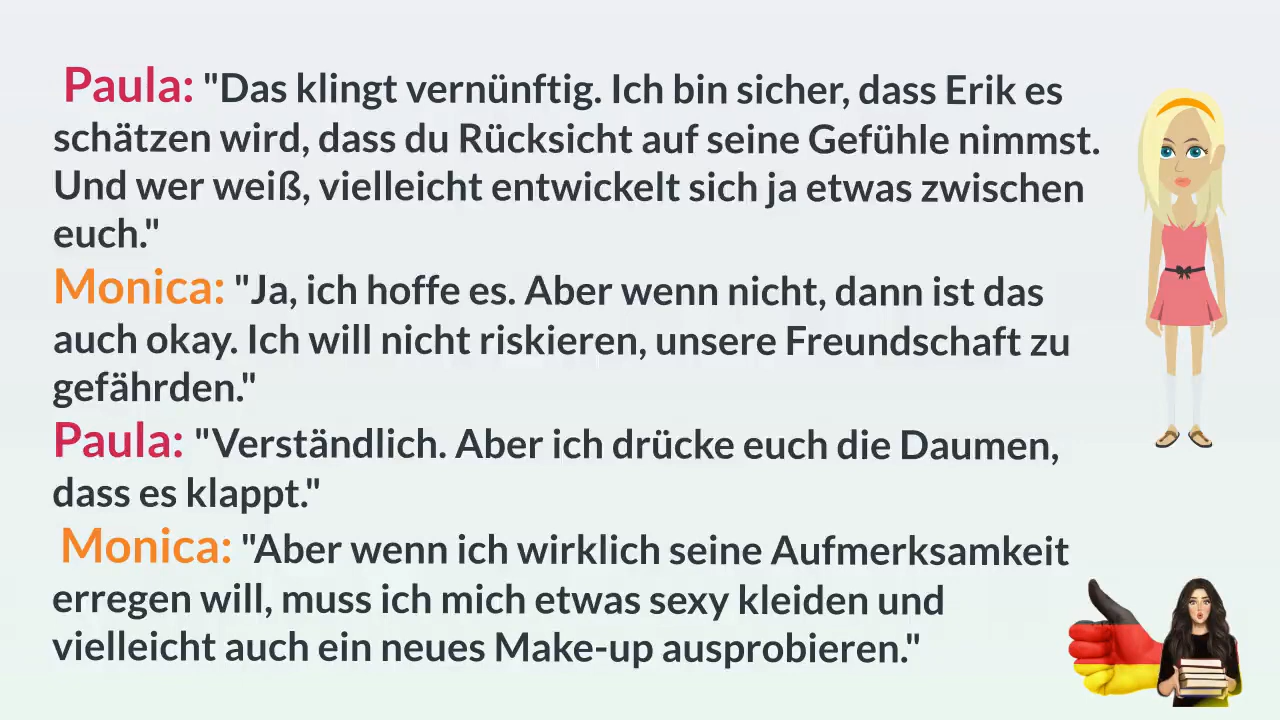 Paula: "Das klingt vernünftig. Ich bin sicher, dass Erik es
schätzen wird, dass du Rücksicht auf seine Gefühle nimmst.
Und wer weiß, vielleicht entwickelt sich ja etwas zwischen
euch."
Monica: "Ja, ich hoffe es. Aber wenn nicht, dann ist das
auch okay. Ich will nicht riskieren, unsere Freundschaft zu
gefährden."
Paula: "Verständlich. Aber ich drücke euch die Daumen,
dass es klappt."
Monica: "Aber wenn ich wirklich seine Aufmerksamkeit
erregen will, muss ich mich etwas sexy kleiden und
vielleicht auch ein neues Make-up ausprobieren."